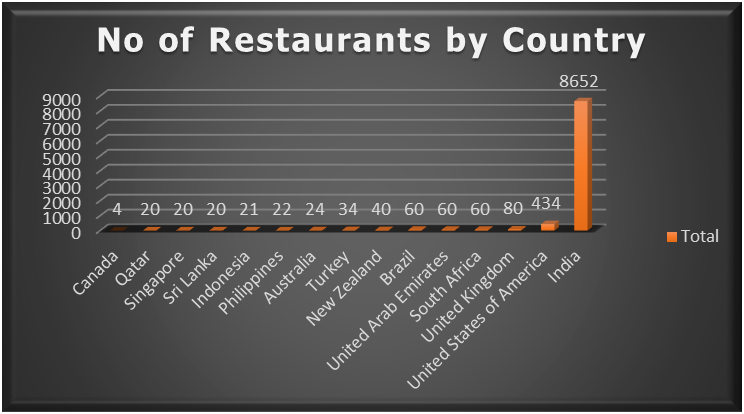 No of Restaurants by Country
9000
8000
7000
6000
5000
4000
3000
2000
1000
0
4 20 20 20 21 22 24 34 40 60 60 60 80 434 8652
Canada
Qatar
Singapore
Sri Lanka
Indonesia
Philippines
Australia
Turkey
New Zealand
Brazil
United Arab Emirates
South Africa
United Kingdom
United States of America
India
Total